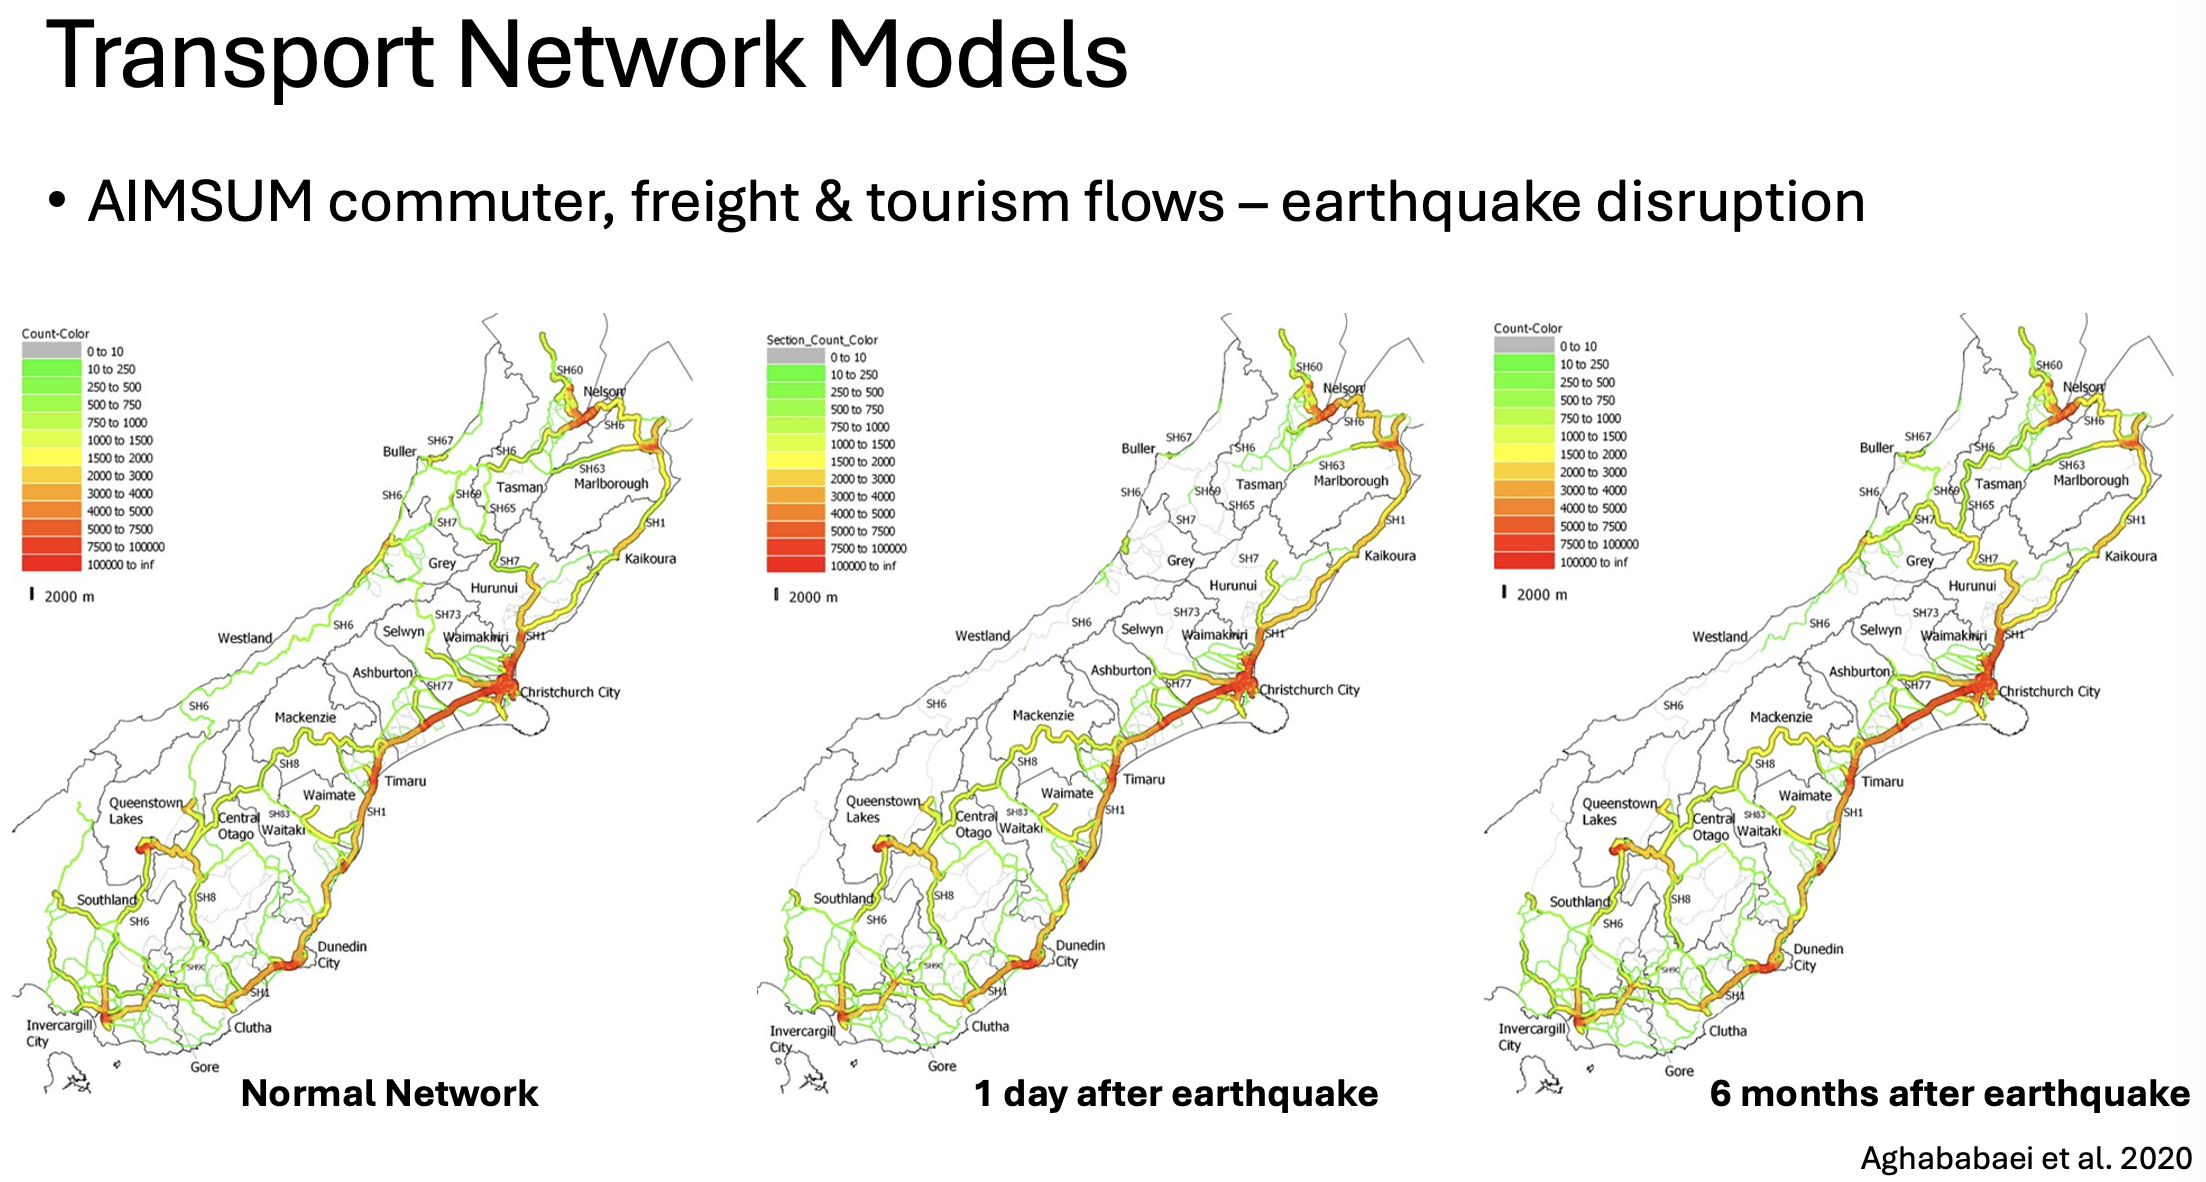 Transport Network Models
• AIMSUM commuter, freight & tourism flows – earthquake disruption
Count-Color
0 to 10
10 to 250
250 to 500
500 to 750
750 to 1000
1000 to 1500
1500 to 2000
2000 to 3000
3000 to 4000
4000 to 5000
5000 to 7500
7500 to 100000
100000 to inf
2000 m
SH60
Nelson
SH6
SH67
Buller
SH6
SH63
Marlborough
Tasman
SH6
SH69
SH65
SH7
SH1
Kaikoura
Grey
SH7
Hurunui
SH73
SH6
Selwyn
Waimakriri
SH1
Westland
Ashburton
SH77
Christchurch City
SH6
Mackenzie
SH8
Timaru
Waimate
Queenstown
Lakes
Central
Otago
SH83
Waitaki
SH1
Southland
SH8
SH6
Dunedin
City
SH90
SH1
Invercargill
City
Clutha
Gore
Normal Network
Section_Count_Color
0 to 10
10 to 250
250 to 500
500 to 750
750 to 1000
1000 to 1500
1500 to 2000
2000 to 3000
3000 to 4000
4000 to 5000
5000 to 7500
7500 to 100000
100000 to inf
2000 m
SH60
Nelson
SH6
SH67
Buller
SH6
SH63
Marlborough
Tasman
SH6
SH69
SH65
SH7
SH1
Kaikoura
Grey
SH7
Hurunui
SH73
SH6
Selwyn
Waimakriri
SH1
Westland
Ashburton
SH77
Christchurch City
SH6
Mackenzie
SH8
Timaru
Waimate
Queenstown
Lakes
Central
Otago
SH83
Waitaki
SH1
Southland
SH8
SH6
Dunedin
City
SH90
SH1
Invercargill
City
Clutha
Gore
1 day after earthquake
Count-Color
0 to 10
10 to 250
250 to 500
500 to 750
750 to 1000
1000 to 1500
1500 to 2000
2000 to 3000
3000 to 4000
4000 to 5000
5000 to 7500
7500 to 100000
100000 to inf
2000 m
SH60
Nelson
SH6
SH67
Buller
SH6
SH63
Marlborough
Tasman
SH6
SH69
SH65
SH7
SH1
Kaikoura
Grey
SH7
Hurunui
SH73
SH6
Selwyn
Waimakriri
SH1
Westland
Ashburton
SH77
Christchurch City
SH6
Mackenzie
SH8
Timaru
Waimate
Queenstown
Lakes
Central
Otago
SH83
Waitaki
SH1
Southland
SH8
SH6
Dunedin
City
SH90
SH1
Invercargill
City
Clutha
Gore
6 months after earthquake
Aghababaei et al. 2020